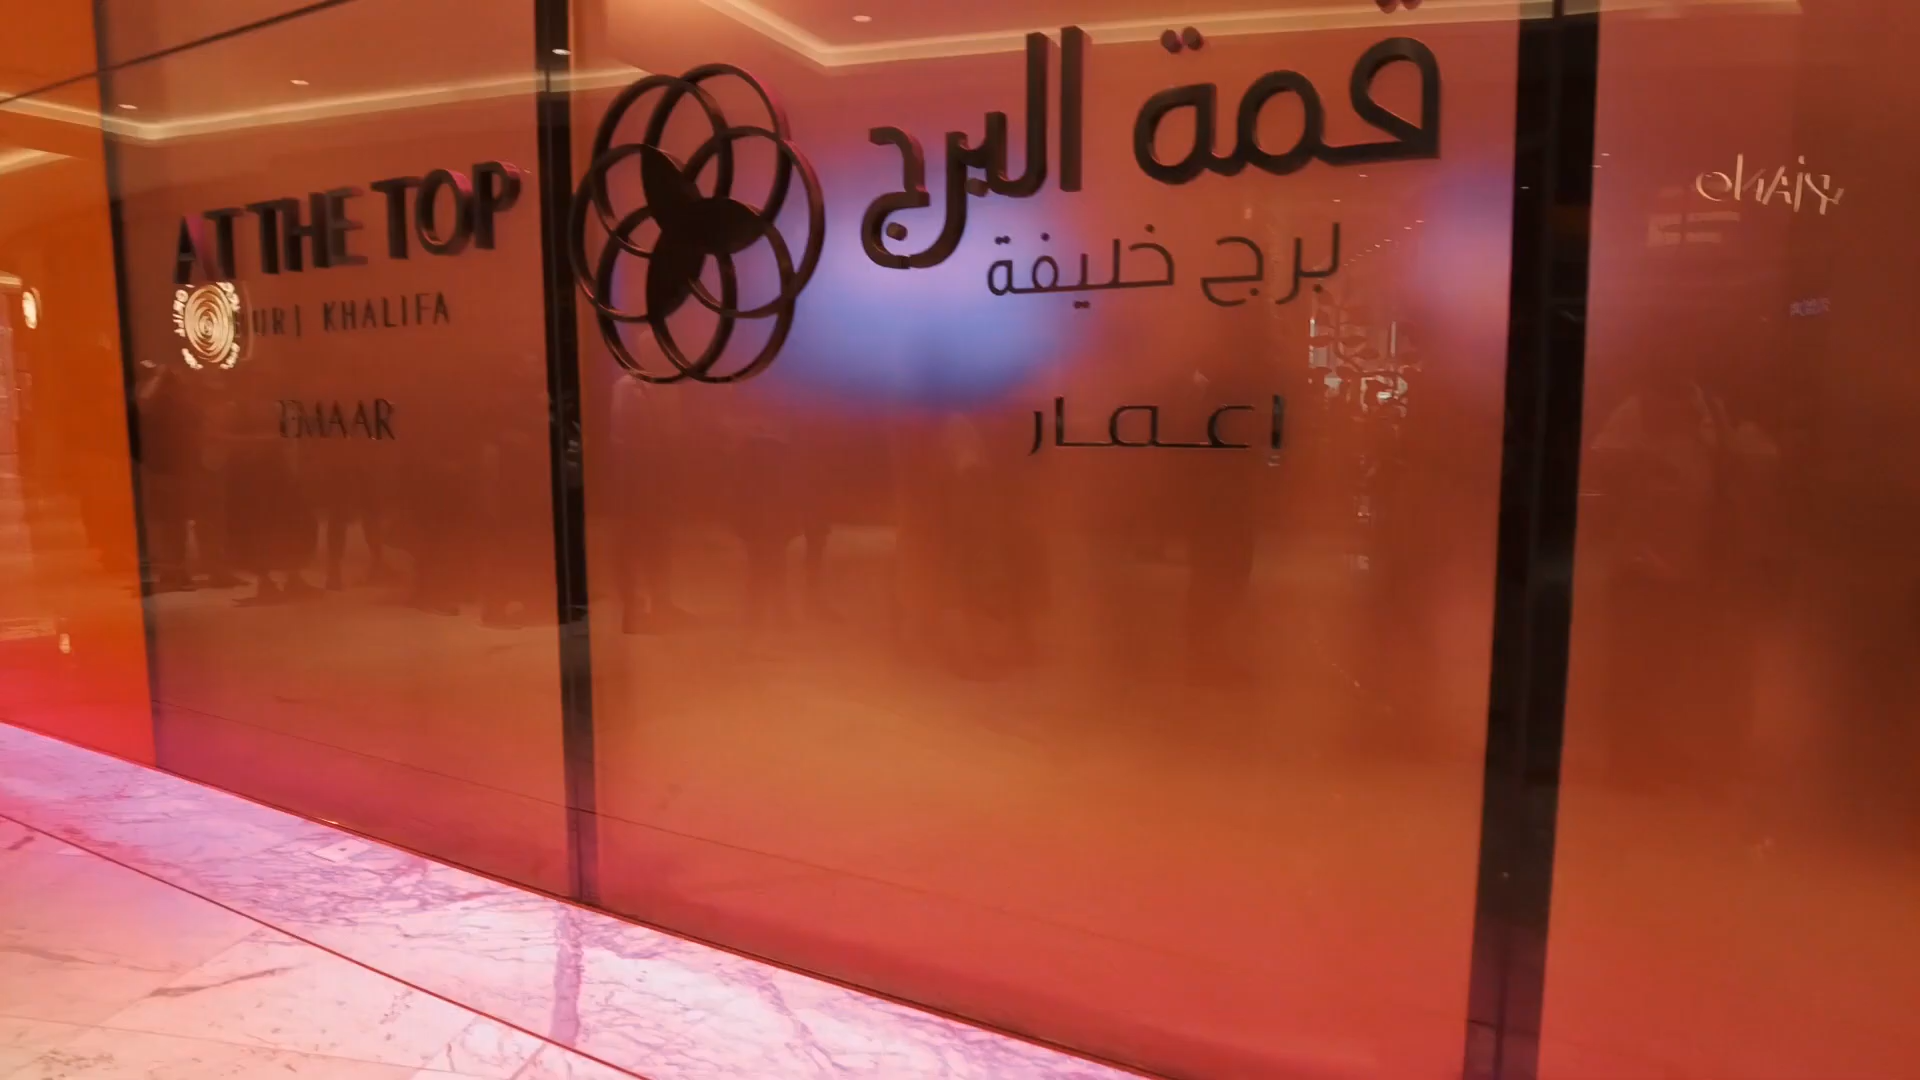 AT THE TOP
BURJ KHALIFA
EMAAR
قمة البرج
برج خليفة
إعمار